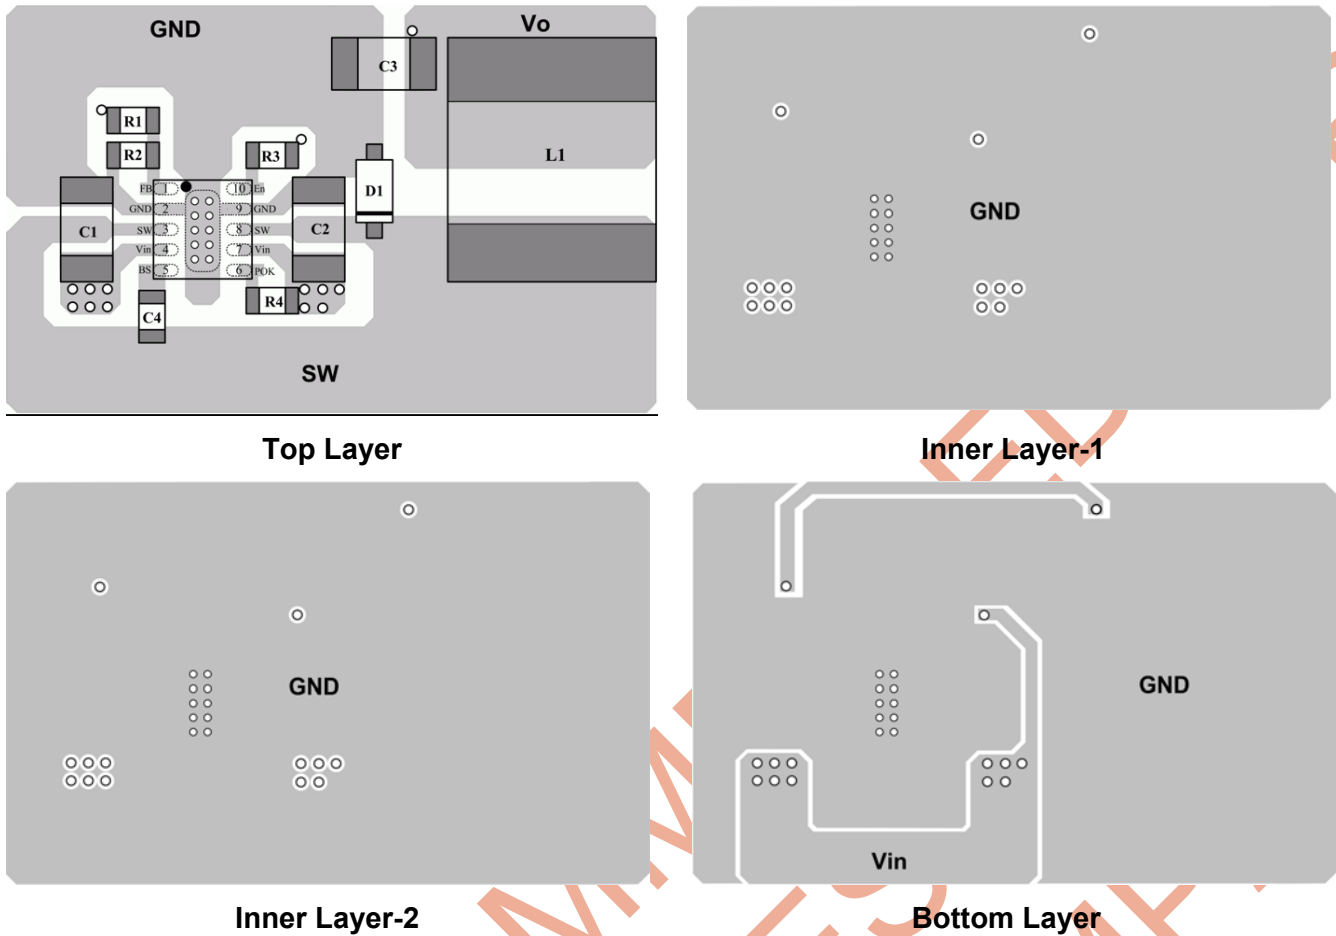 GND
Vo
C3
R1
R2
R3
L1
D1
FB 1
10 En
GND 2
9 GND
C1
SW 3
8 SW
C2
Vin 4
7 Vin
BS 5
6 POK
R4
C4
SW
Top Layer
GND
Inner Layer-1
GND
Inner Layer-2
GND
Vin
Bottom Layer